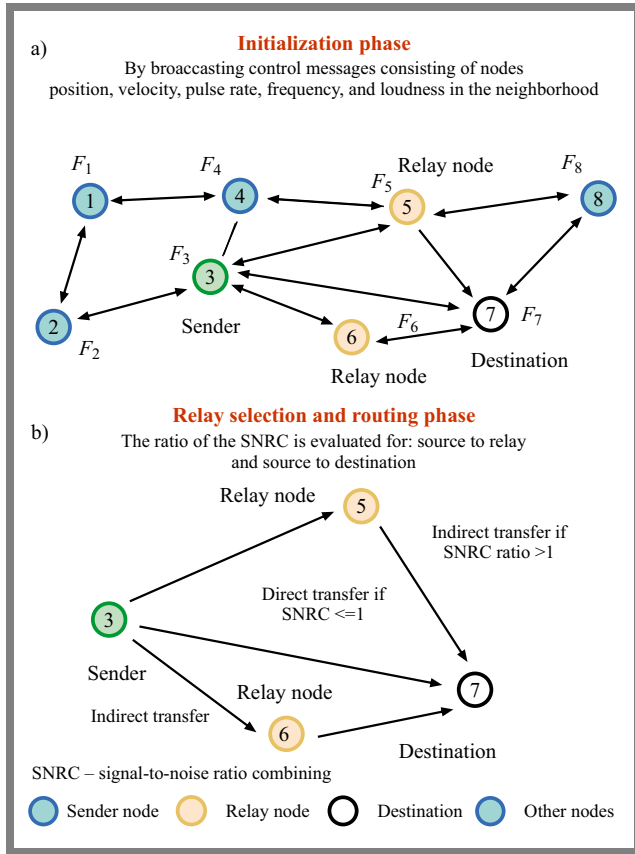 a)
Initialization phase
By broaccasting control messages consisting of nodes
position, velocity, pulse rate, frequency, and loudness in the neighborhood
F1
F4
Relay node
F8
F5
1
4
5
8
F3
3
Sender
2
F2
6
F6
7
F7
Relay node
Destination
Relay selection and routing phase
b)
The ratio of the SNRC is evaluated for: source to relay
and source to destination
Relay node
5
Indirect transfer if
SNRC ratio >1
Direct transfer if
SNRC <=1
3
Sender
Relay node
7
Indirect transfer
6
Destination
SNRC – signal-to-noise ratio combining
Sender node
Relay node
Destination
Other nodes